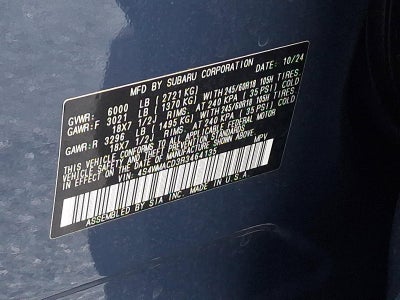 MFD BY SUBARU CORPORATION DATE: 10/24
GVWR: 6000 LB (2721 KG)
GAWR:F 3021 LB (1370 KG) WITH 245/60R18 105H TIRES,
18X7 1/2J RIMS, AT 240 KPA (35 PSI) COLD
GAWR:R 3296 LB (1495 KG) WITH 245/60R18 105H TIRES,
18X7 1/2J RIMS, AT 240 KPA (35 PSI) COLD
THIS VEHICLE CONFORMS TO ALL APPLICABLE FEDERAL MOTOR
VEHICLE SAFETY AND THEFT PREVENTION STANDARDS
IN EFFECT ON THE DATE OF MANUFACTURE SHOWN ABOVE.
VIN: 4S4WMACD3R3464135 MPV
ASSEMBLED BY SIA INC. MADE IN U.S.A.